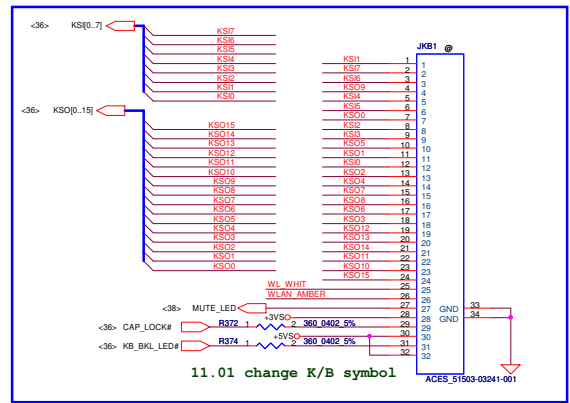 <36> KSI[0..7]
KSI7
KSI6
KSI5
KSI4
KSI3
KSI2
KSI1
KSI0
<36> KSO[0..15]
KSO15
KSO14
KSO13
KSO12
KSO11
KSO10
KSO9
KSO8
KSO7
KSO6
KSO5
KSO4
KSO3
KSO2
KSO1
KSO0
JKB1 @
KSI1 1 1
KSI7 2 2
KSI6 3 3
KSO9 4 4
KSI4 5 5
KSI5 6 6
KSO0 7 7
KSI2 8 8
KSI3 9 9
KSO5 10 10
KSO1 11 11
KSI0 12 12
KSO2 13 13
KSO4 14 14
KSO7 15 15
KSO8 16 16
KSO6 17 17
KSO3 18 18
KSO12 19 19
KSO13 20 20
KSO14 21 21
KSO11 22 22
KSO10 23 23
KSO15 24 24
WL_WHIT 25 25
WLAN_AMBER 26 26
<38> MUTE_LED 27 27 GND 33
+3VS 28 28 GND 34
<36> CAP_LOCK# R372 1 2 360_0402_5% 29 29
+5VS 30 30
<36> KB_BKL_LED# R374 1 2 360_0402_5% 31 31
32 32
11.01 change K/B symbol
ACES_51503-03241-001